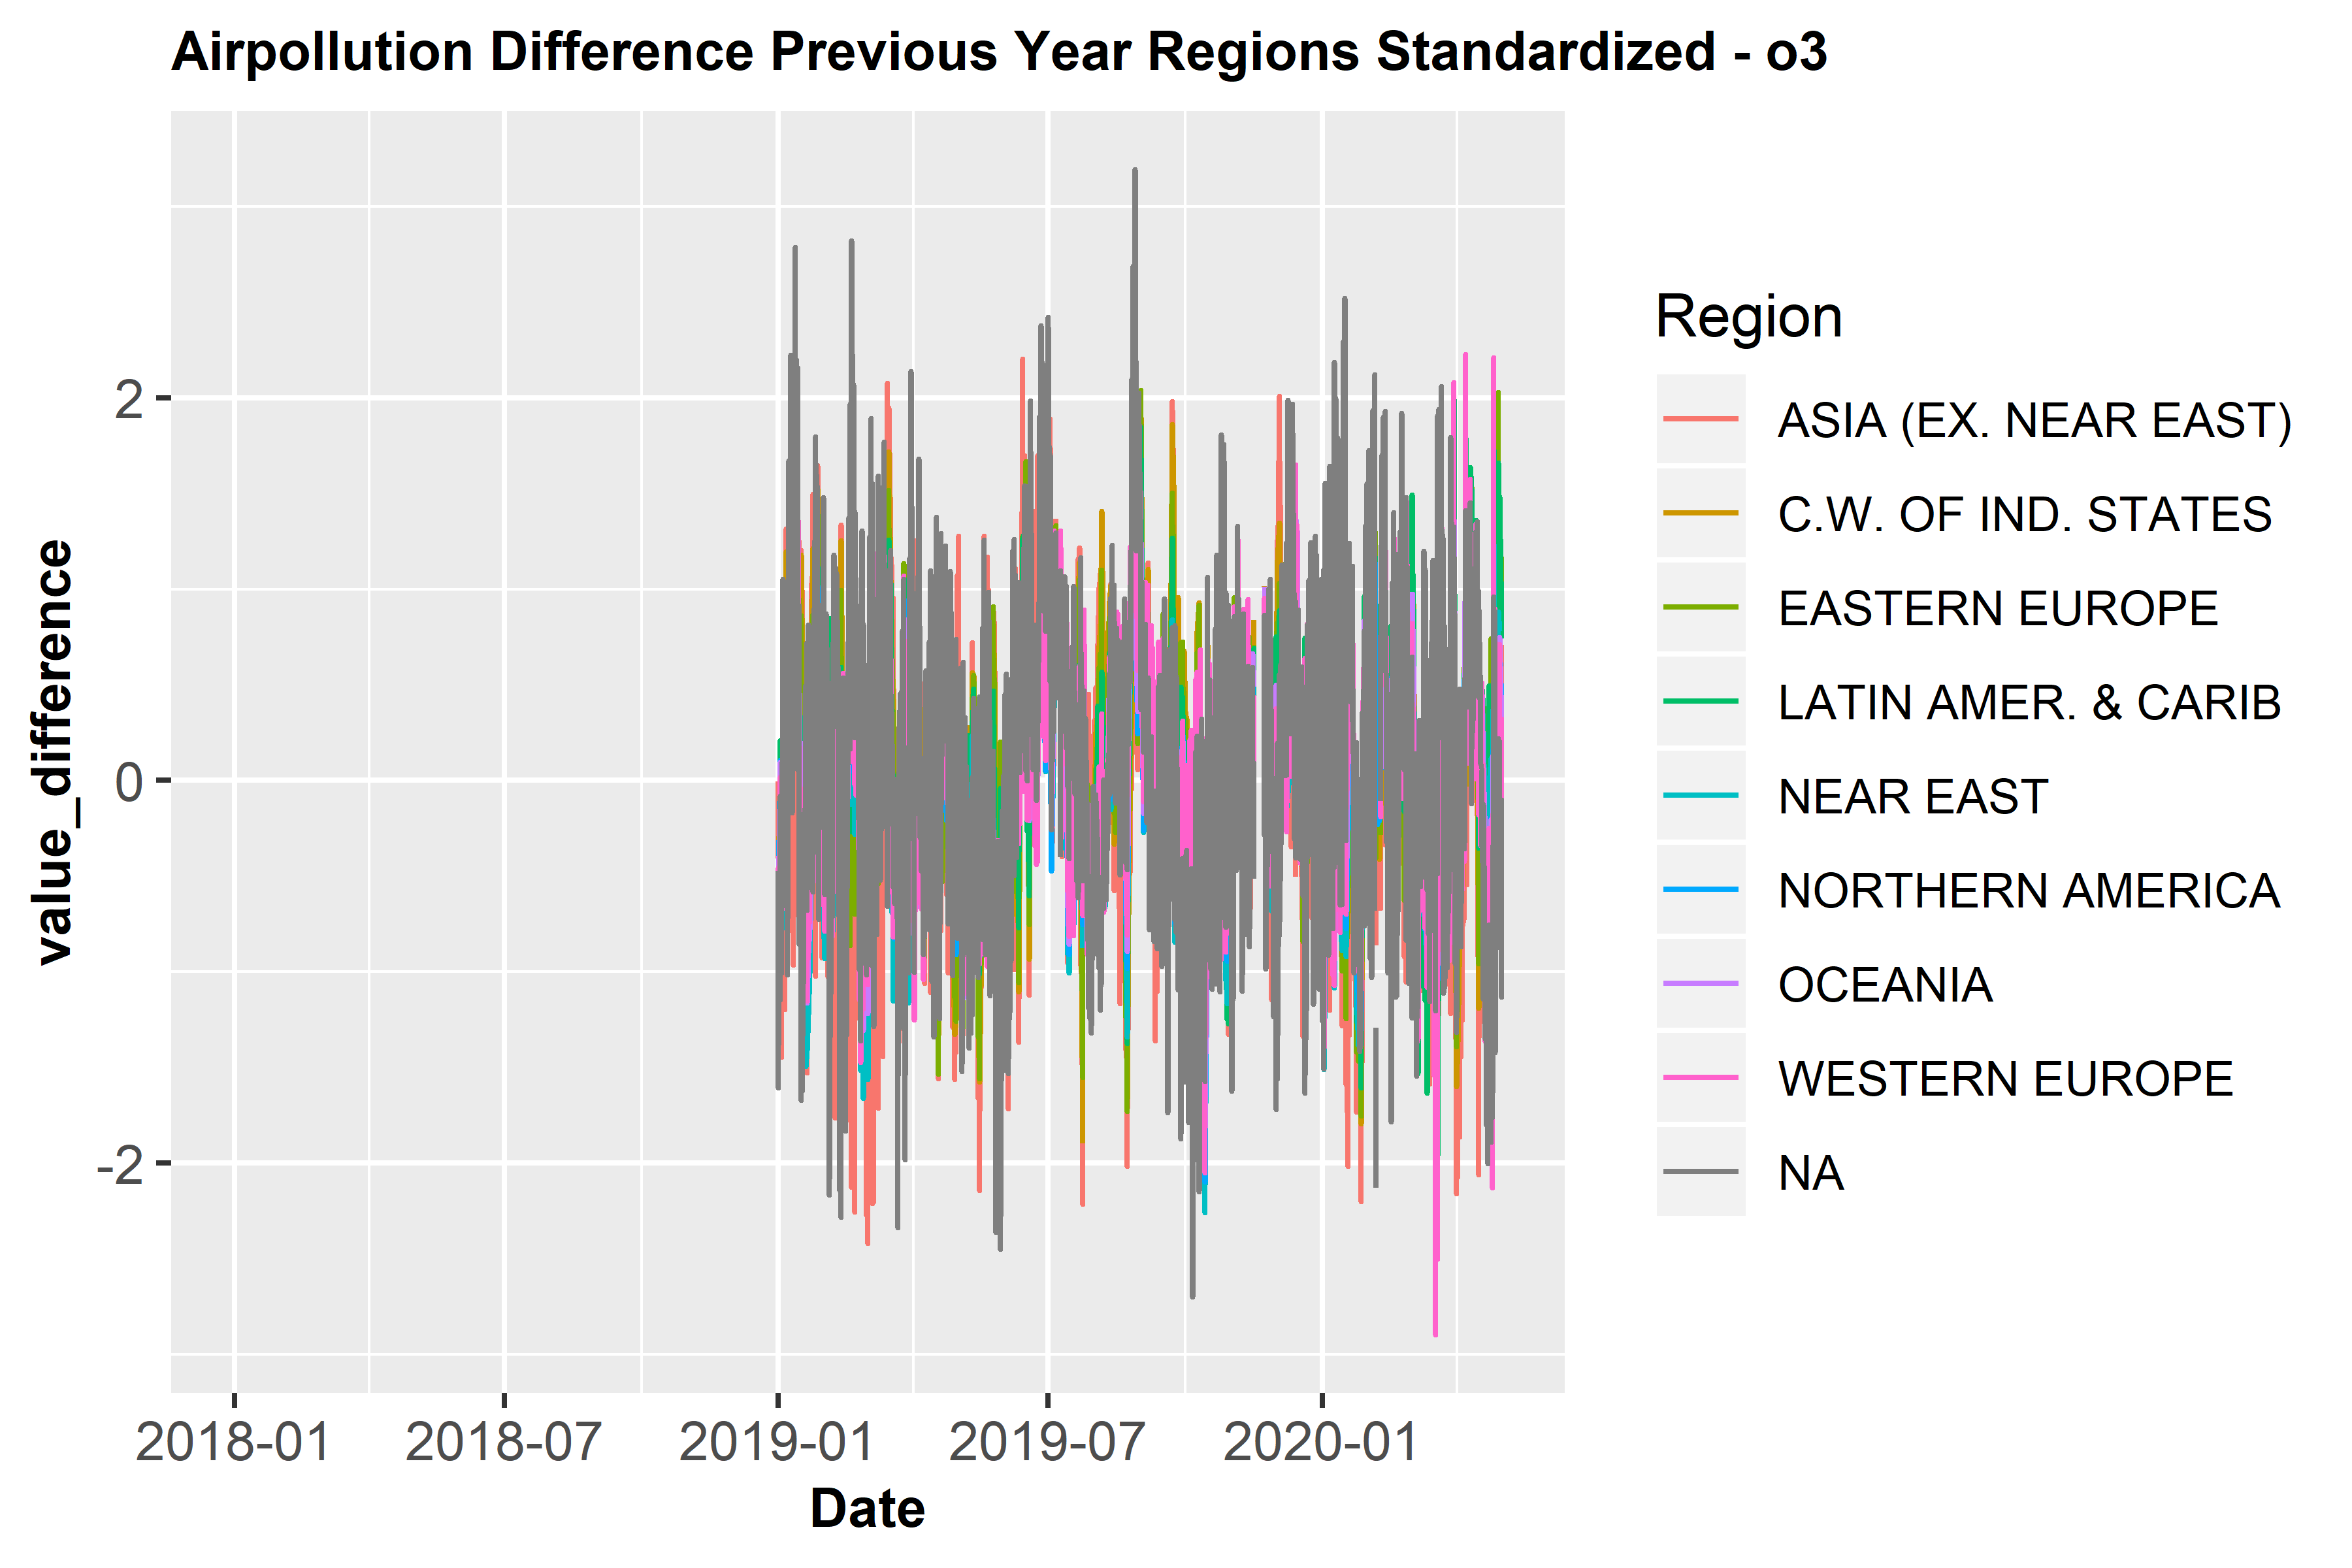 Airpollution Difference Previous Year Regions Standardized - o3
value_difference
2
0
-2
2018-01
2018-07
2019-01
2019-07
2020-01
Date
Region
ASIA (EX. NEAR EAST)
C.W. OF IND. STATES
EASTERN EUROPE
LATIN AMER. & CARIB
NEAR EAST
NORTHERN AMERICA
OCEANIA
WESTERN EUROPE
NA